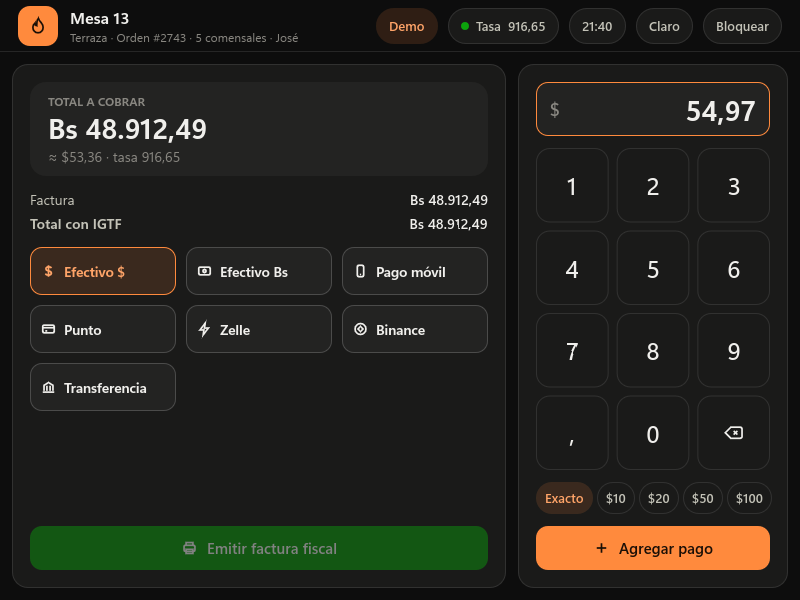 Mesa 13
Terraza · Orden #2743 · 5 comensales · José
Demo
Tasa 916,65
21:40
Claro
Bloquear
TOTAL A COBRAR
Bs 48.912,49
≈ $53,36 · tasa 916,65
Factura Bs 48.912,49
Total con IGTF Bs 48.912,49
$ Efectivo $
Efectivo Bs
Pago móvil
Punto
Zelle
Binance
Transferencia
Emitir factura fiscal
$ 54,97
1 2 3
4 5 6
7 8 9
, 0
Exacto $10 $20 $50 $100
+ Agregar pago